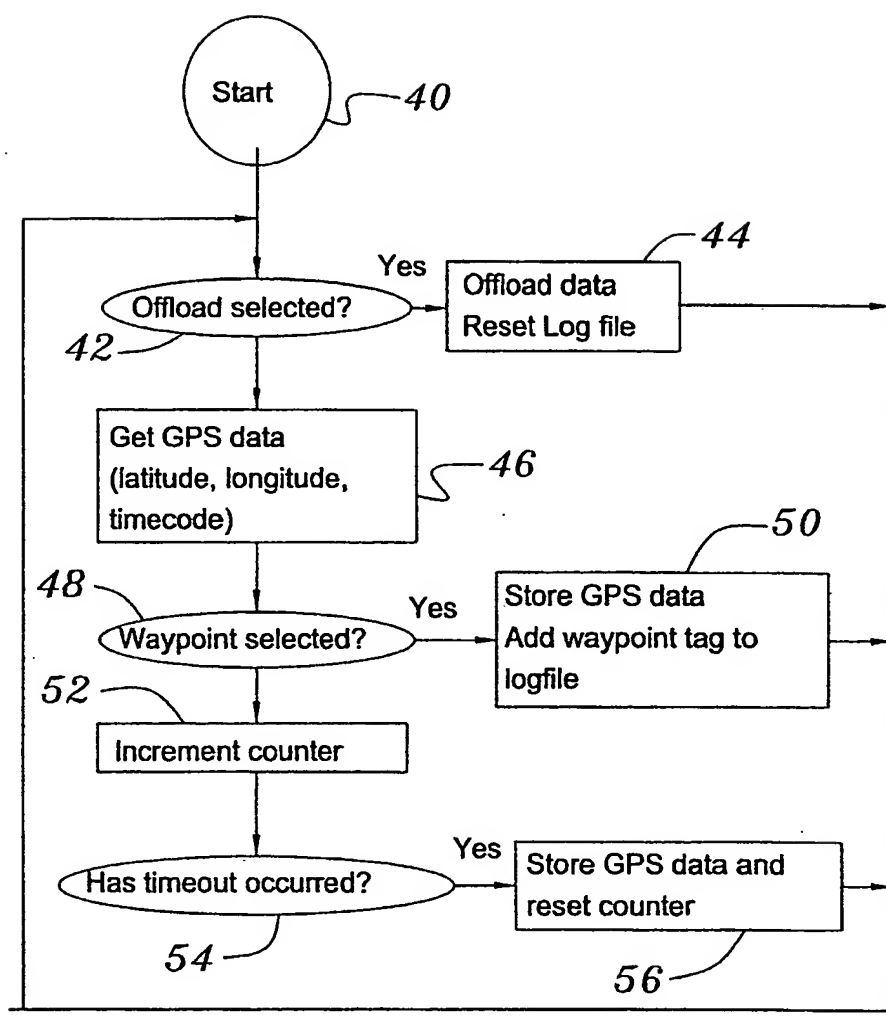 Start
40
Offload selected?
42
Yes
44
Offload data
Reset Log file
Get GPS data
(latitude, longitude,
timecode)
46
48
Waypoint selected?
Yes
50
Store GPS data
Add waypoint tag to
logfile
52
Increment counter
Has timeout occurred?
54
Yes
Store GPS data and
reset counter
56